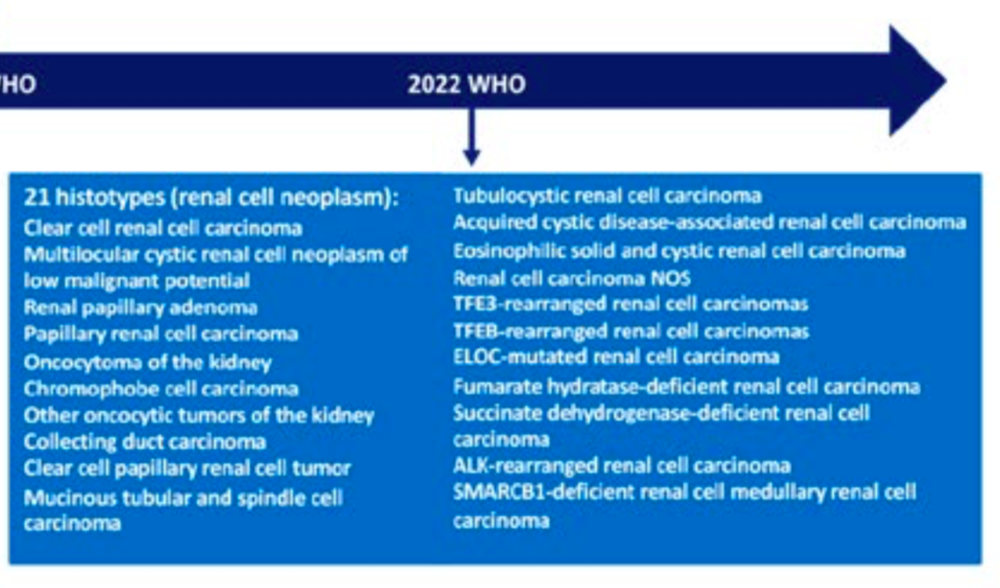 HO
2022 WHO
21 histotypes (renal cell neoplasm):
Clear cell renal cell carcinoma
Multilocular cystic renal cell neoplasm of
low malignant potential
Renal papillary adenoma
Papillary renal cell carcinoma
Oncocytoma of the kidney
Chromophobe cell carcinoma
Other oncocytic tumors of the kidney
Collecting duct carcinoma
Clear cell papillary renal cell tumor
Mucinous tubular and spindle cell
carcinoma
Tubulocystic renal cell carcinoma
Acquired cystic disease-associated renal cell carcinoma
Eosinophilic solid and cystic renal cell carcinoma
Renal cell carcinoma NOS
TFE3-rearranged renal cell carcinomas
TFEB-rearranged renal cell carcinomas
ELOC-mutated renal cell carcinoma
Fumarate hydratase-deficient renal cell carcinoma
Succinate dehydrogenase-deficient renal cell
carcinoma
ALK-rearranged renal cell carcinoma
SMARCB1-deficient renal cell medullary renal cell
carcinoma